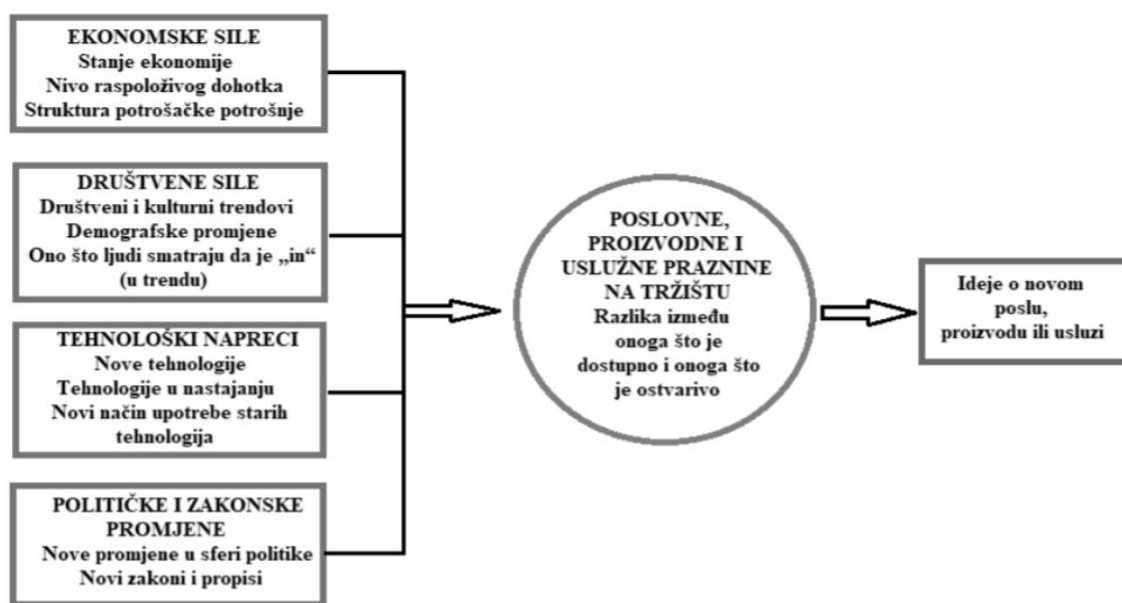 EKONOMSKE SILE
Stanje ekonomije
Nivo raspoloživog dohotka
Struktura potrošačke potrošnje
DRUŠTVENE SILE
Društveni i kulturni trendovi
Demografske promjene
Ono što ljudi smatraju da je „in“
(u trendu)
TEHNOLOŠKI NAPRECI
Nove tehnologije
Tehnologije u nastajanju
Novi način upotrebe starih
tehnologija
POLITIČKE I ZAKONSKE
PROMJENE
Nove promjene u sferi politike
Novi zakoni i propisi
POSLOVNE,
PROIZVODNE I
USLUŽNE PRAZNINE
NA TRŽIŠTU
Razlika između
onoga što je
dostupno i onoga što
je ostvarivo
Ideje o novom
poslu,
proizvodu ili usluzi